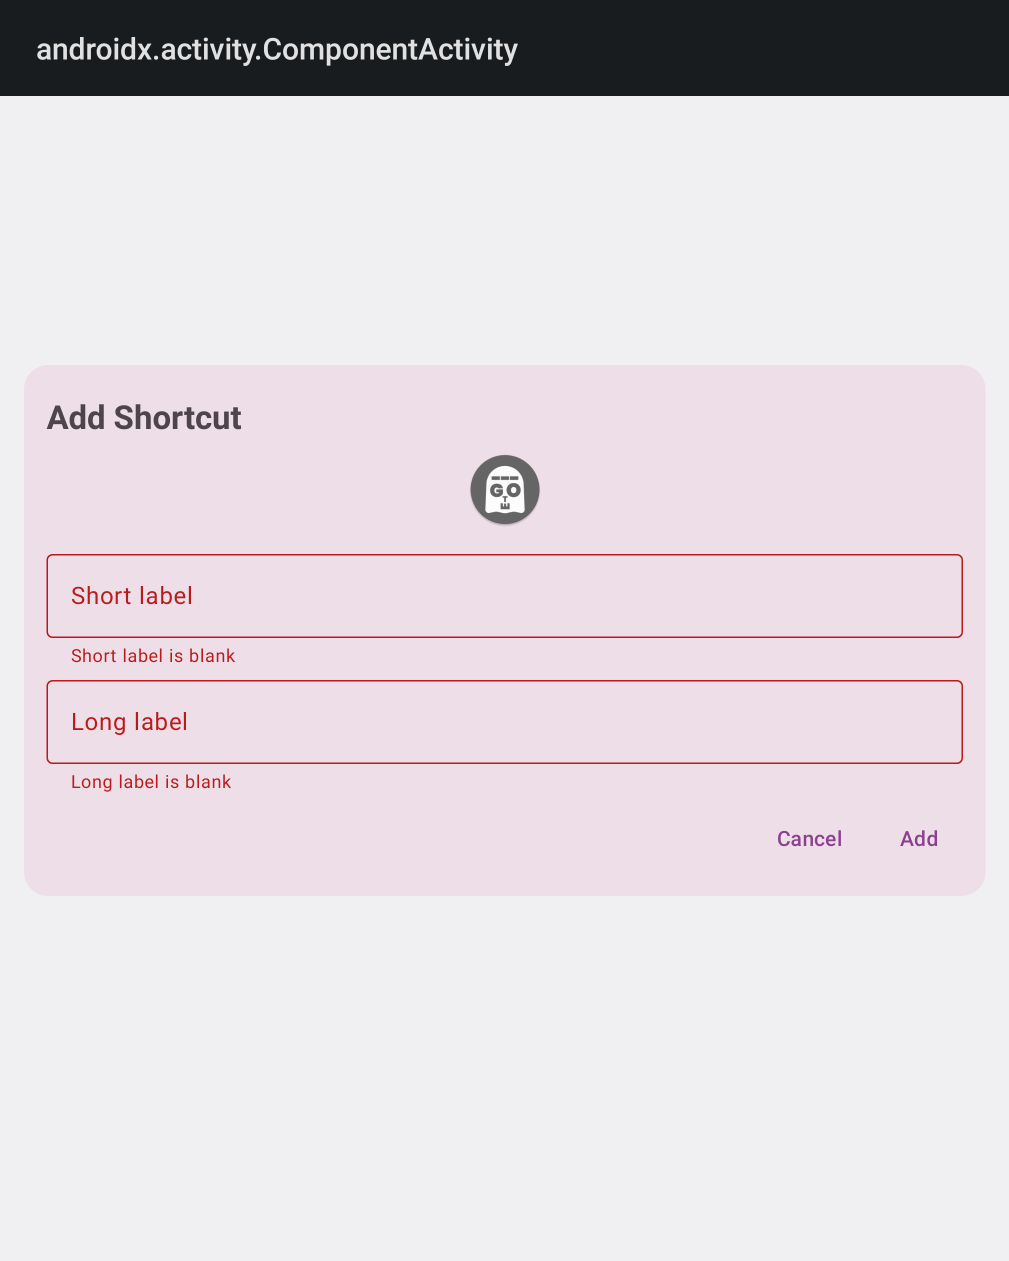 androidx.activity.ComponentActivity
Add Shortcut
GO
Short label
Short label is blank
Long label
Long label is blank
Cancel Add